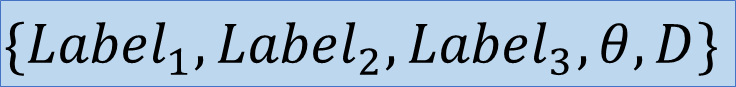 {Label₁, Label₂, Label₃, θ, D}